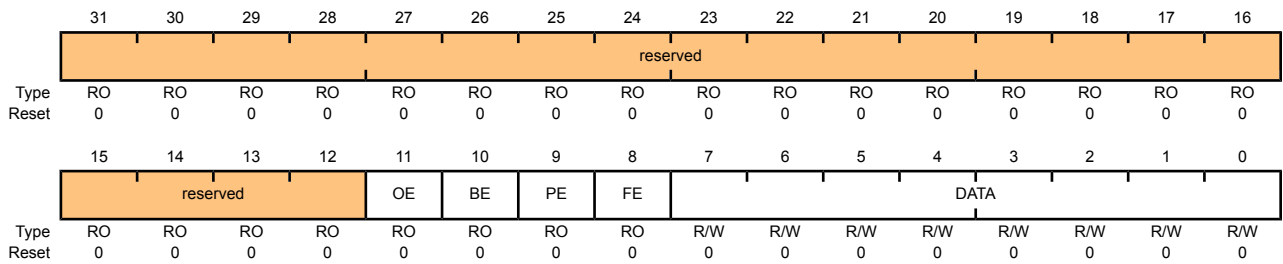 31 30 29 28 27 26 25 24 23 22 21 20 19 18 17 16
reserved
Type RO RO RO RO RO RO RO RO RO RO RO RO RO RO RO RO
Reset 0 0 0 0 0 0 0 0 0 0 0 0 0 0 0 0
15 14 13 12 11 10 9 8 7 6 5 4 3 2 1 0
reserved OE BE PE FE DATA
Type RO RO RO RO RO RO RO RO R/W R/W R/W R/W R/W R/W R/W R/W
Reset 0 0 0 0 0 0 0 0 0 0 0 0 0 0 0 0